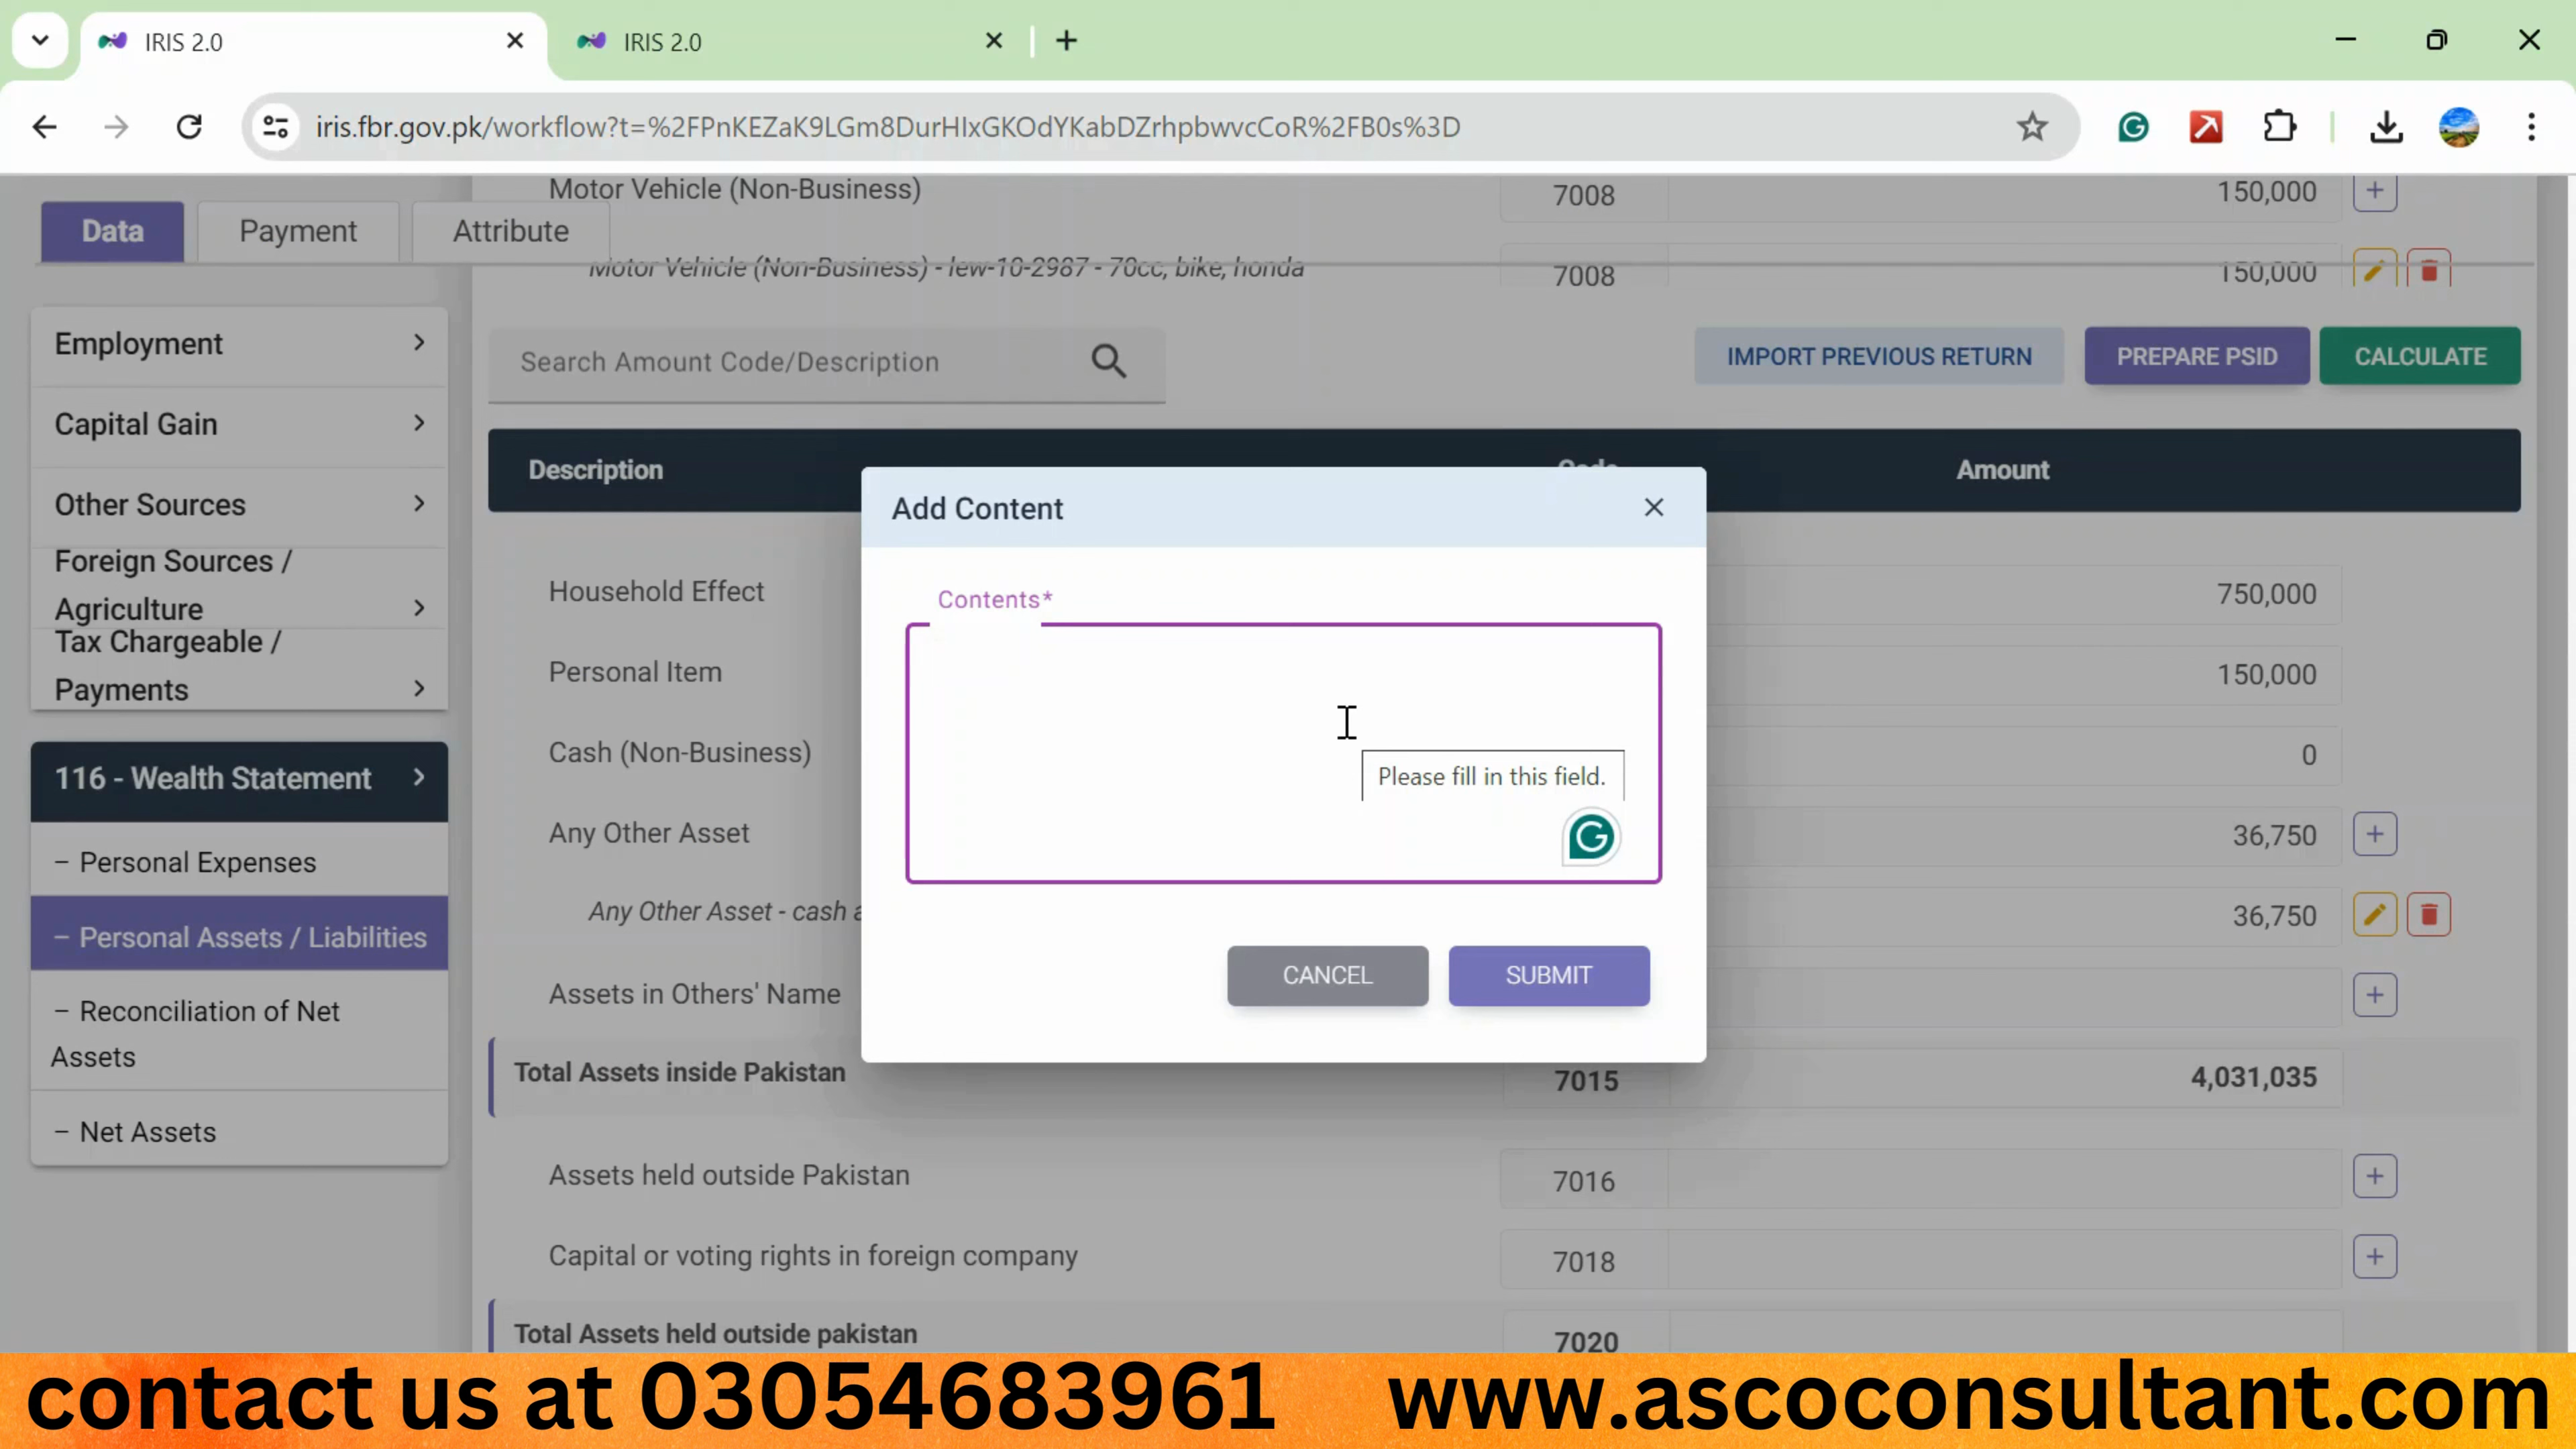 IRIS 2.0
IRIS 2.0
iris.fbr.gov.pk/workflow?t=%2FPnKEZaK9LGm8DurHIxGKOdYKabDZrhpbwvcCoR%2FB0s%3D
Motor Vehicle (Non-Business) 7008 150,000
Data Payment Attribute
Motor Vehicle (Non-Business) - lew-10-2987 - 70cc, bike, honda 7008 150,000
Employment
Capital Gain
Other Sources
Foreign Sources /
Agriculture
Tax Chargeable /
Payments
116 - Wealth Statement
– Personal Expenses
– Personal Assets / Liabilities
– Reconciliation of Net
Assets
– Net Assets
Search Amount Code/Description
IMPORT PREVIOUS RETURN
PREPARE PSID
CALCULATE
Description Code Amount
Household Effect 750,000
Personal Item 150,000
Cash (Non-Business) 0
Any Other Asset 36,750
Any Other Asset - cash 36,750
Assets in Others' Name
Total Assets inside Pakistan 7015 4,031,035
Assets held outside Pakistan 7016
Capital or voting rights in foreign company 7018
Total Assets held outside pakistan 7020
Add Content
Contents*
Please fill in this field.
CANCEL SUBMIT
contact us at 03054683961 www.ascoconsultant.com